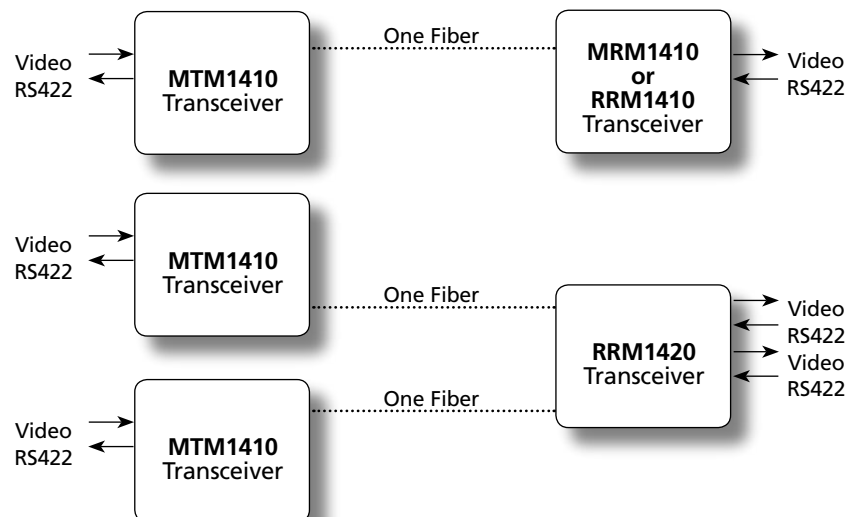 One Fiber
Video
RS422
MTM1410
Transceiver
MRM1410
or
RRM1410
Transceiver
Video
RS422
Video
RS422
MTM1410
Transceiver
One Fiber
RRM1420
Transceiver
Video
RS422
Video
RS422
Video
RS422
MTM1410
Transceiver
One Fiber